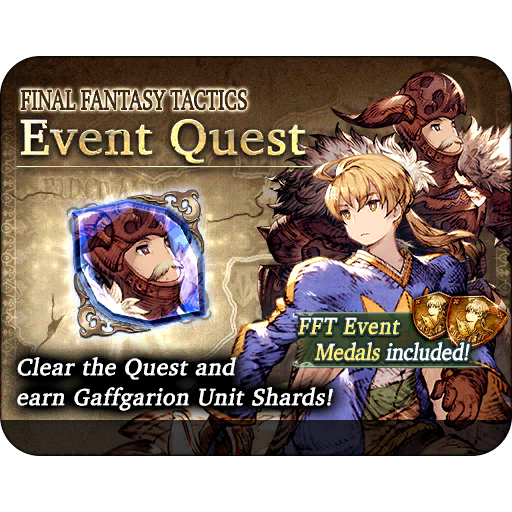 FINAL FANTASY TACTICS
Event Quest
FFT Event
Medals included!
Clear the Quest and
earn Gaffgarion Unit Shards!